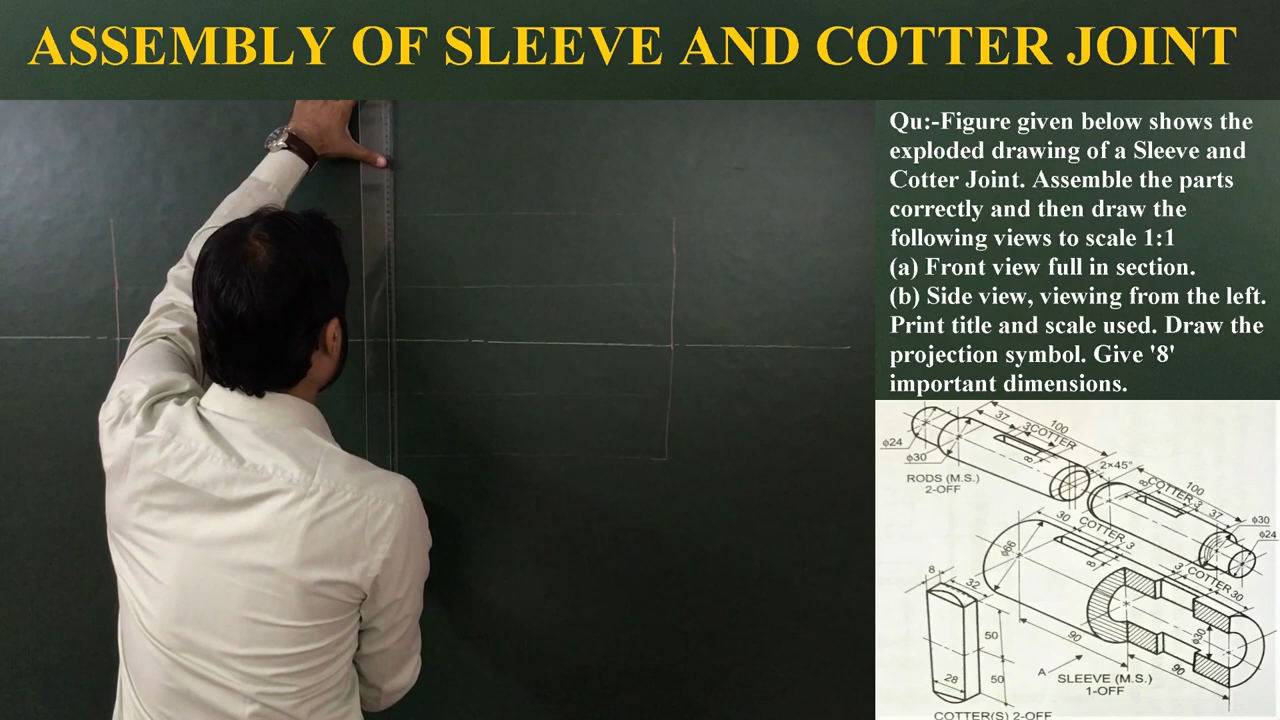 ASSEMBLY OF SLEEVE AND COTTER JOINT
Qu:-Figure given below shows the
exploded drawing of a Sleeve and
Cotter Joint. Assemble the parts
correctly and then draw the
following views to scale 1:1
(a) Front view full in section.
(b) Side view, viewing from the left.
Print title and scale used. Draw the
projection symbol. Give '8'
important dimensions.
37
3
COTTER
100
ϕ24
ϕ30
8
2×45°
RODS (M.S.)
2-OFF
8
COTTER 3
100
37
ϕ30
ϕ24
30
COTTER 3
ϕ66
8
3
COTTER 30
8
32
50
50
28
90
ϕ30
90
A
SLEEVE (M.S.)
1-OFF
COTTER(S) 2-OFF